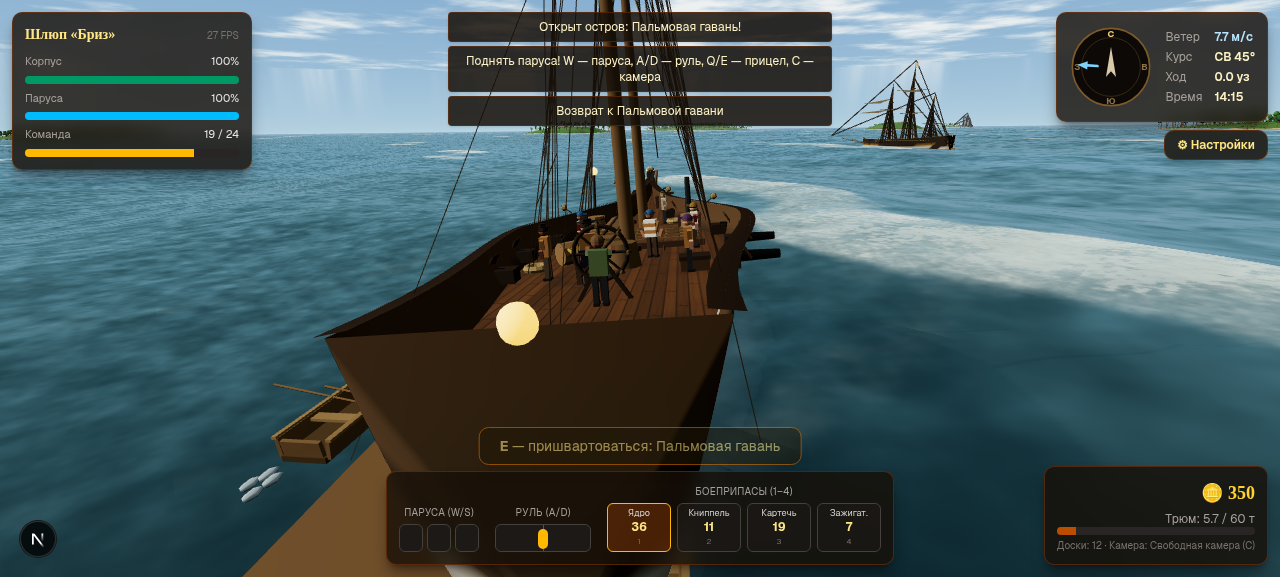 Шлюп «Бриз»
27 FPS
Корпус 100%
Паруса 100%
Команда 19 / 24
Открыт остров: Пальмовая гавань!
Поднять паруса! W — паруса, A/D — руль, Q/E — прицел, C —
камера
Возврат к Пальмовой гавани
С
З
В
Ю
Ветер 7.7 м/с
Курс СВ 45°
Ход 0.0 уз
Время 14:15
⚙ Настройки
E — пришвартоваться: Пальмовая гавань
ПАРУСА (W/S)
РУЛЬ (A/D)
БОЕПРИПАСЫ (1–4)
Ядро
36
1
Книппель
11
2
Картечь
19
3
Зажигат.
7
4
350
Трюм: 5.7 / 60 т
Доски: 12 · Камера: Свободная камера (C)
N